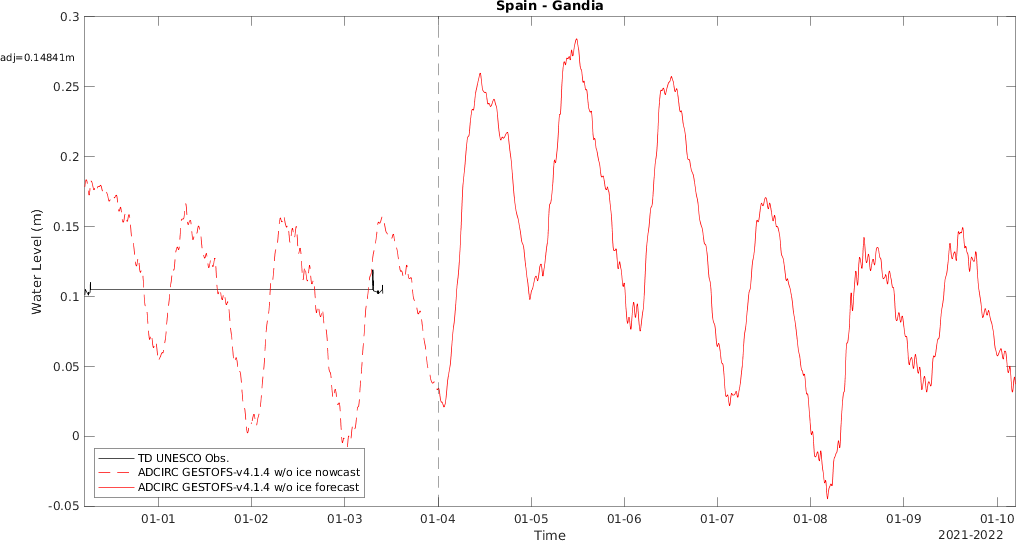 Spain - Gandia
adj=0.14841m
Water Level (m)
0.3
0.25
0.2
0.15
0.1
0.05
0
-0.05
TD UNESCO Obs.
ADCIRC GESTOFS-v4.1.4 w/o ice nowcast
ADCIRC GESTOFS-v4.1.4 w/o ice forecast
01-01 01-02 01-03 01-04 01-05 01-06 01-07 01-08 01-09 01-10
Time
2021-2022